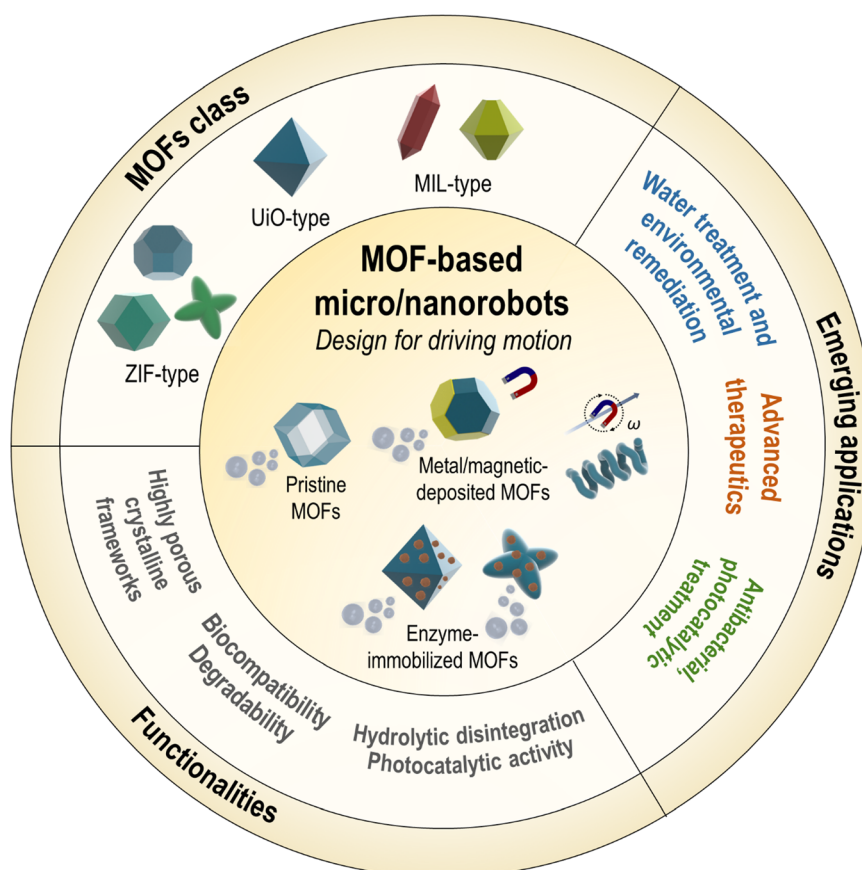 MOFs class
MIL-type
UiO-type
ZIF-type
MOF-based
micro/nanorobots
Design for driving motion
Pristine
MOFs
Metal/magnetic-
deposited MOFs
ω
Enzyme-
immobilized MOFs
Emerging applications
Water treatment and
environmental
remediation
Advanced
therapeutics
Antibacterial,
photocatalytic
treatment
Functionalities
Highly porous
crystalline
frameworks
Biocompatibility
Degradability
Hydrolytic disintegration
Photocatalytic activity